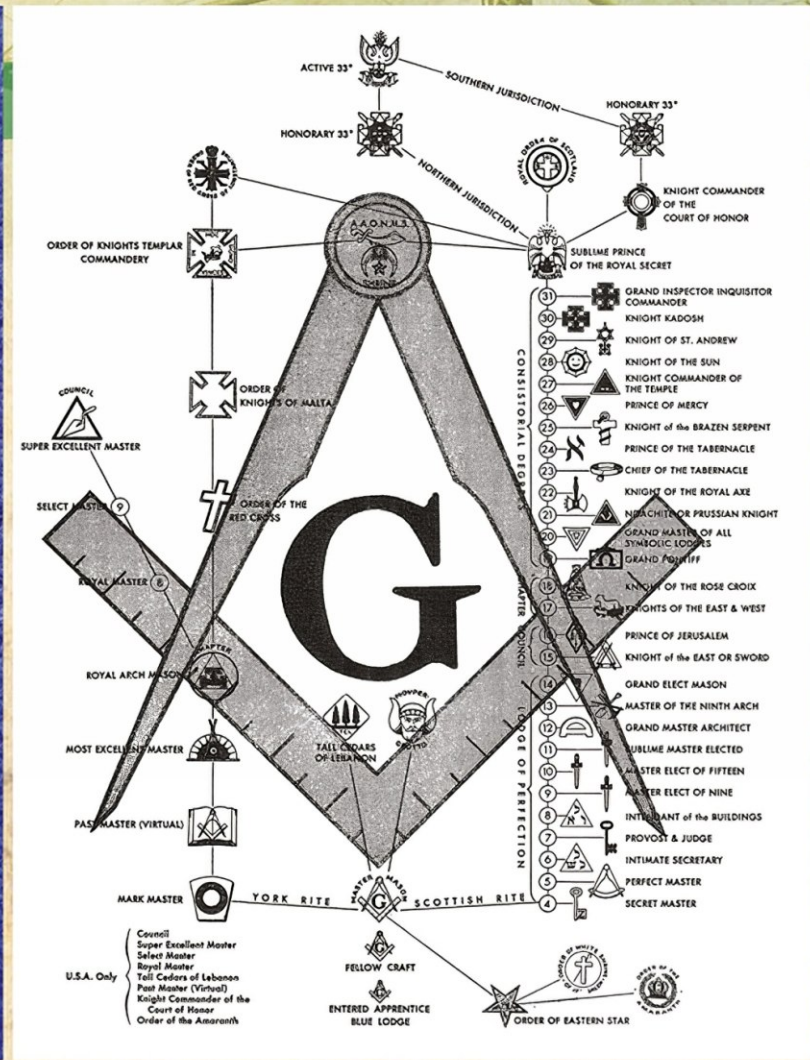 ACTIVE 33°
SOUTHERN JURISDICTION
HONORARY 33°
HONORARY 33°
NORTHERN JURISDICTION
ROYAL ORDER OF SCOTLAND
KNIGHT COMMANDER
OF THE
COURT OF HONOR
A.A.O.N.M.S.
SHRINE
ORDER OF KNIGHTS TEMPLAR
COMMANDERY
SUBLIME PRINCE
OF THE ROYAL SECRET
31 GRAND INSPECTOR INQUISITOR
COMMANDER
30 KNIGHT KADOSH
29 KNIGHT OF ST. ANDREW
28 KNIGHT OF THE SUN
27 KNIGHT COMMANDER OF
THE TEMPLE
26 PRINCE OF MERCY
25 KNIGHT of the BRAZEN SERPENT
24 PRINCE OF THE TABERNACLE
23 CHIEF OF THE TABERNACLE
22 KNIGHT OF THE ROYAL AXE
21 NOACHITE OR PRUSSIAN KNIGHT
20 GRAND MASTER OF ALL
SYMBOLIC LODGES
19 GRAND PONTIFF
18 KNIGHT OF THE ROSE CROIX
17 KNIGHTS OF THE EAST & WEST
16 PRINCE OF JERUSALEM
15 KNIGHT of the EAST OR SWORD
14 GRAND ELECT MASON
13 MASTER OF THE NINTH ARCH
12 GRAND MASTER ARCHITECT
11 SUBLIME MASTER ELECTED
10 MASTER ELECT OF FIFTEEN
9 MASTER ELECT OF NINE
8 INTENDANT of the BUILDINGS
7 PROVOST & JUDGE
6 INTIMATE SECRETARY
5 PERFECT MASTER
4 SECRET MASTER
CONSISTORIAL DEGREES
CHAPTER
COUNCIL
LODGE OF PERFECTION
ORDER OF
KNIGHTS OF MALTA
COUNCIL
SUPER EXCELLENT MASTER
ORDER OF THE
RED CROSS
SELECT MASTER 9
ROYAL MASTER 8
G
CHAPTER
ROYAL ARCH MASON
TCL
TALL CEDARS
OF LEBANON
MOVPER
GROTTO
MOST EXCELLENT MASTER
PAST MASTER (VIRTUAL)
MARK MASTER
YORK RITE
MASTER MASON
G
SCOTTISH RITE
G
FELLOW CRAFT
G
ENTERED APPRENTICE
BLUE LODGE
ORDER OF WHITE SHRINE
ORDER OF THE
AMARANTH
ORDER OF EASTERN STAR
U.S.A. Only
Council
Super Excellent Master
Select Master
Royal Master
Tall Cedars of Lebanon
Past Master (Virtual)
Knight Commander of the
Court of Honor
Order of the Amaranth